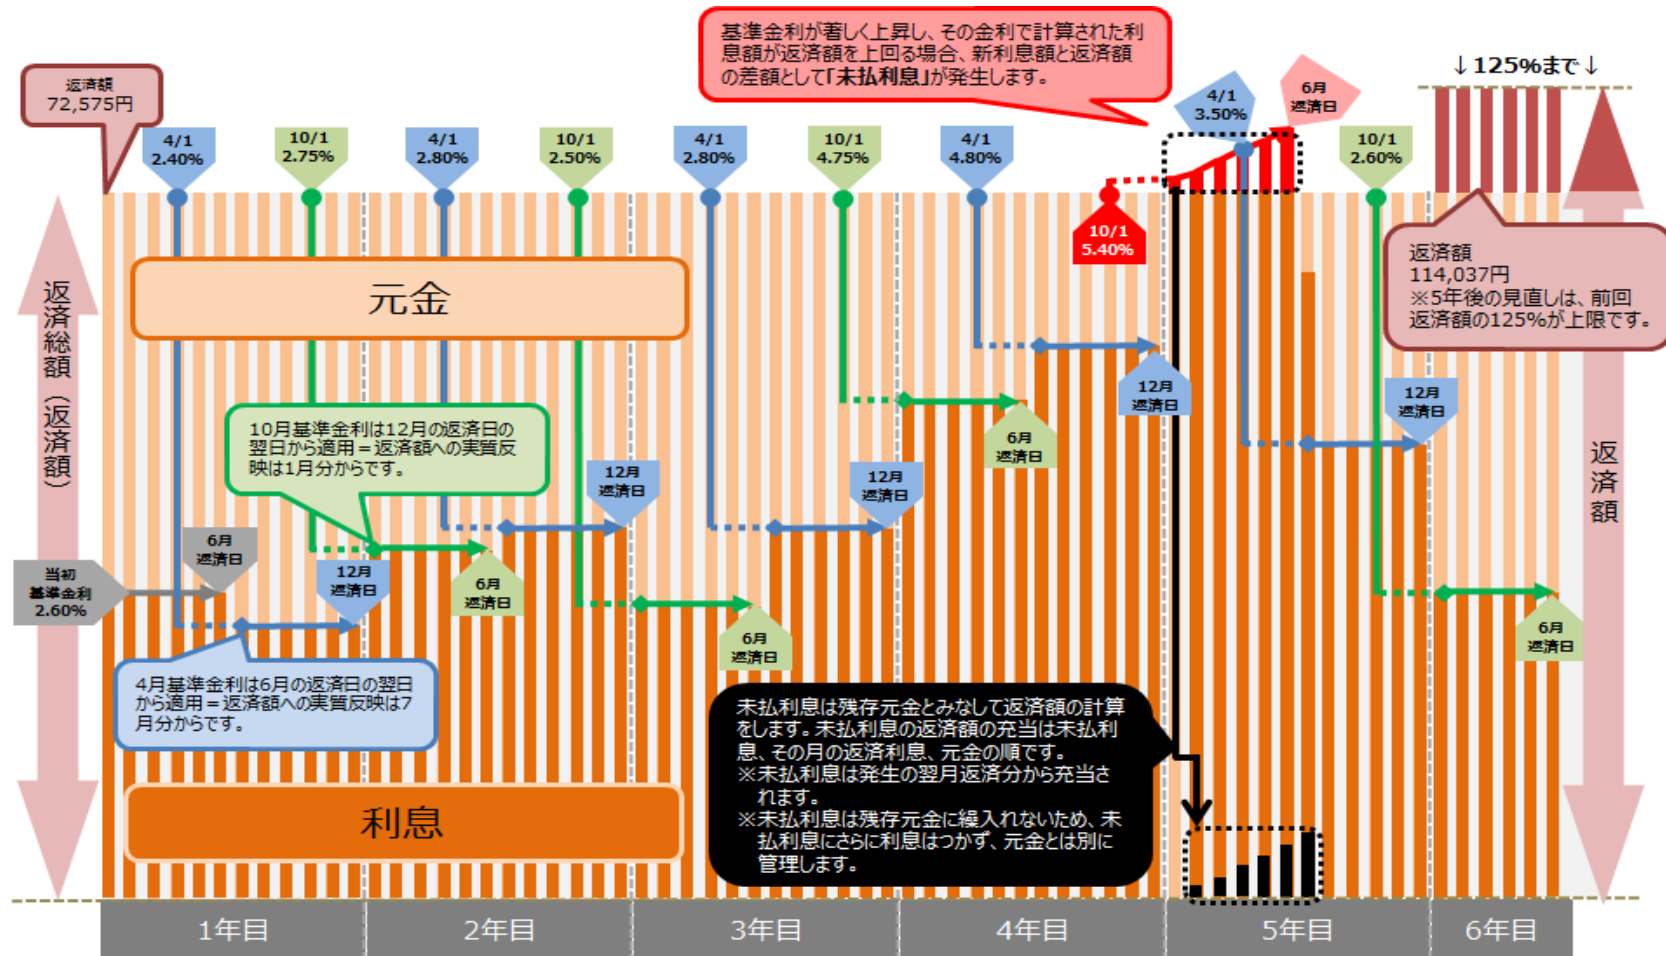 基準金利が著しく上昇し、その金利で計算された利
息額が返済額を上回る場合、新利息額と返済額
の差額として「未払利息」が発生します。
↓125%まで↓
返済額
72,575円
4/1
2.40%
10/1
2.75%
4/1
2.80%
10/1
2.50%
4/1
2.80%
10/1
4.75%
4/1
4.80%
10/1
5.40%
4/1
3.50%
6月
返済日
10/1
2.60%
返済額
114,037円
※5年後の見直しは、前回
返済額の125%が上限です。
返済総額（返済額）
元金
返済額
10月基準金利は12月の返済日の
翌日から適用＝返済額への実質反
映は1月分からです。
当初
基準金利
2.60%
6月
返済日
12月
返済日
6月
返済日
12月
返済日
6月
返済日
12月
返済日
6月
返済日
12月
返済日
12月
返済日
6月
返済日
4月基準金利は6月の返済日の翌日
から適用＝返済額への実質反映は7
月分からです。
未払利息は残存元金とみなして返済額の計算
をします。未払利息の返済額の充当は未払利
息、その月の返済利息、元金の順です。
※未払利息は発生の翌月返済分から充当さ
れます。
※未払利息は残存元金に繰入れないため、未
払利息にさらに利息はつかず、元金とは別に
管理します。
利息
1年目
2年目
3年目
4年目
5年目
6年目